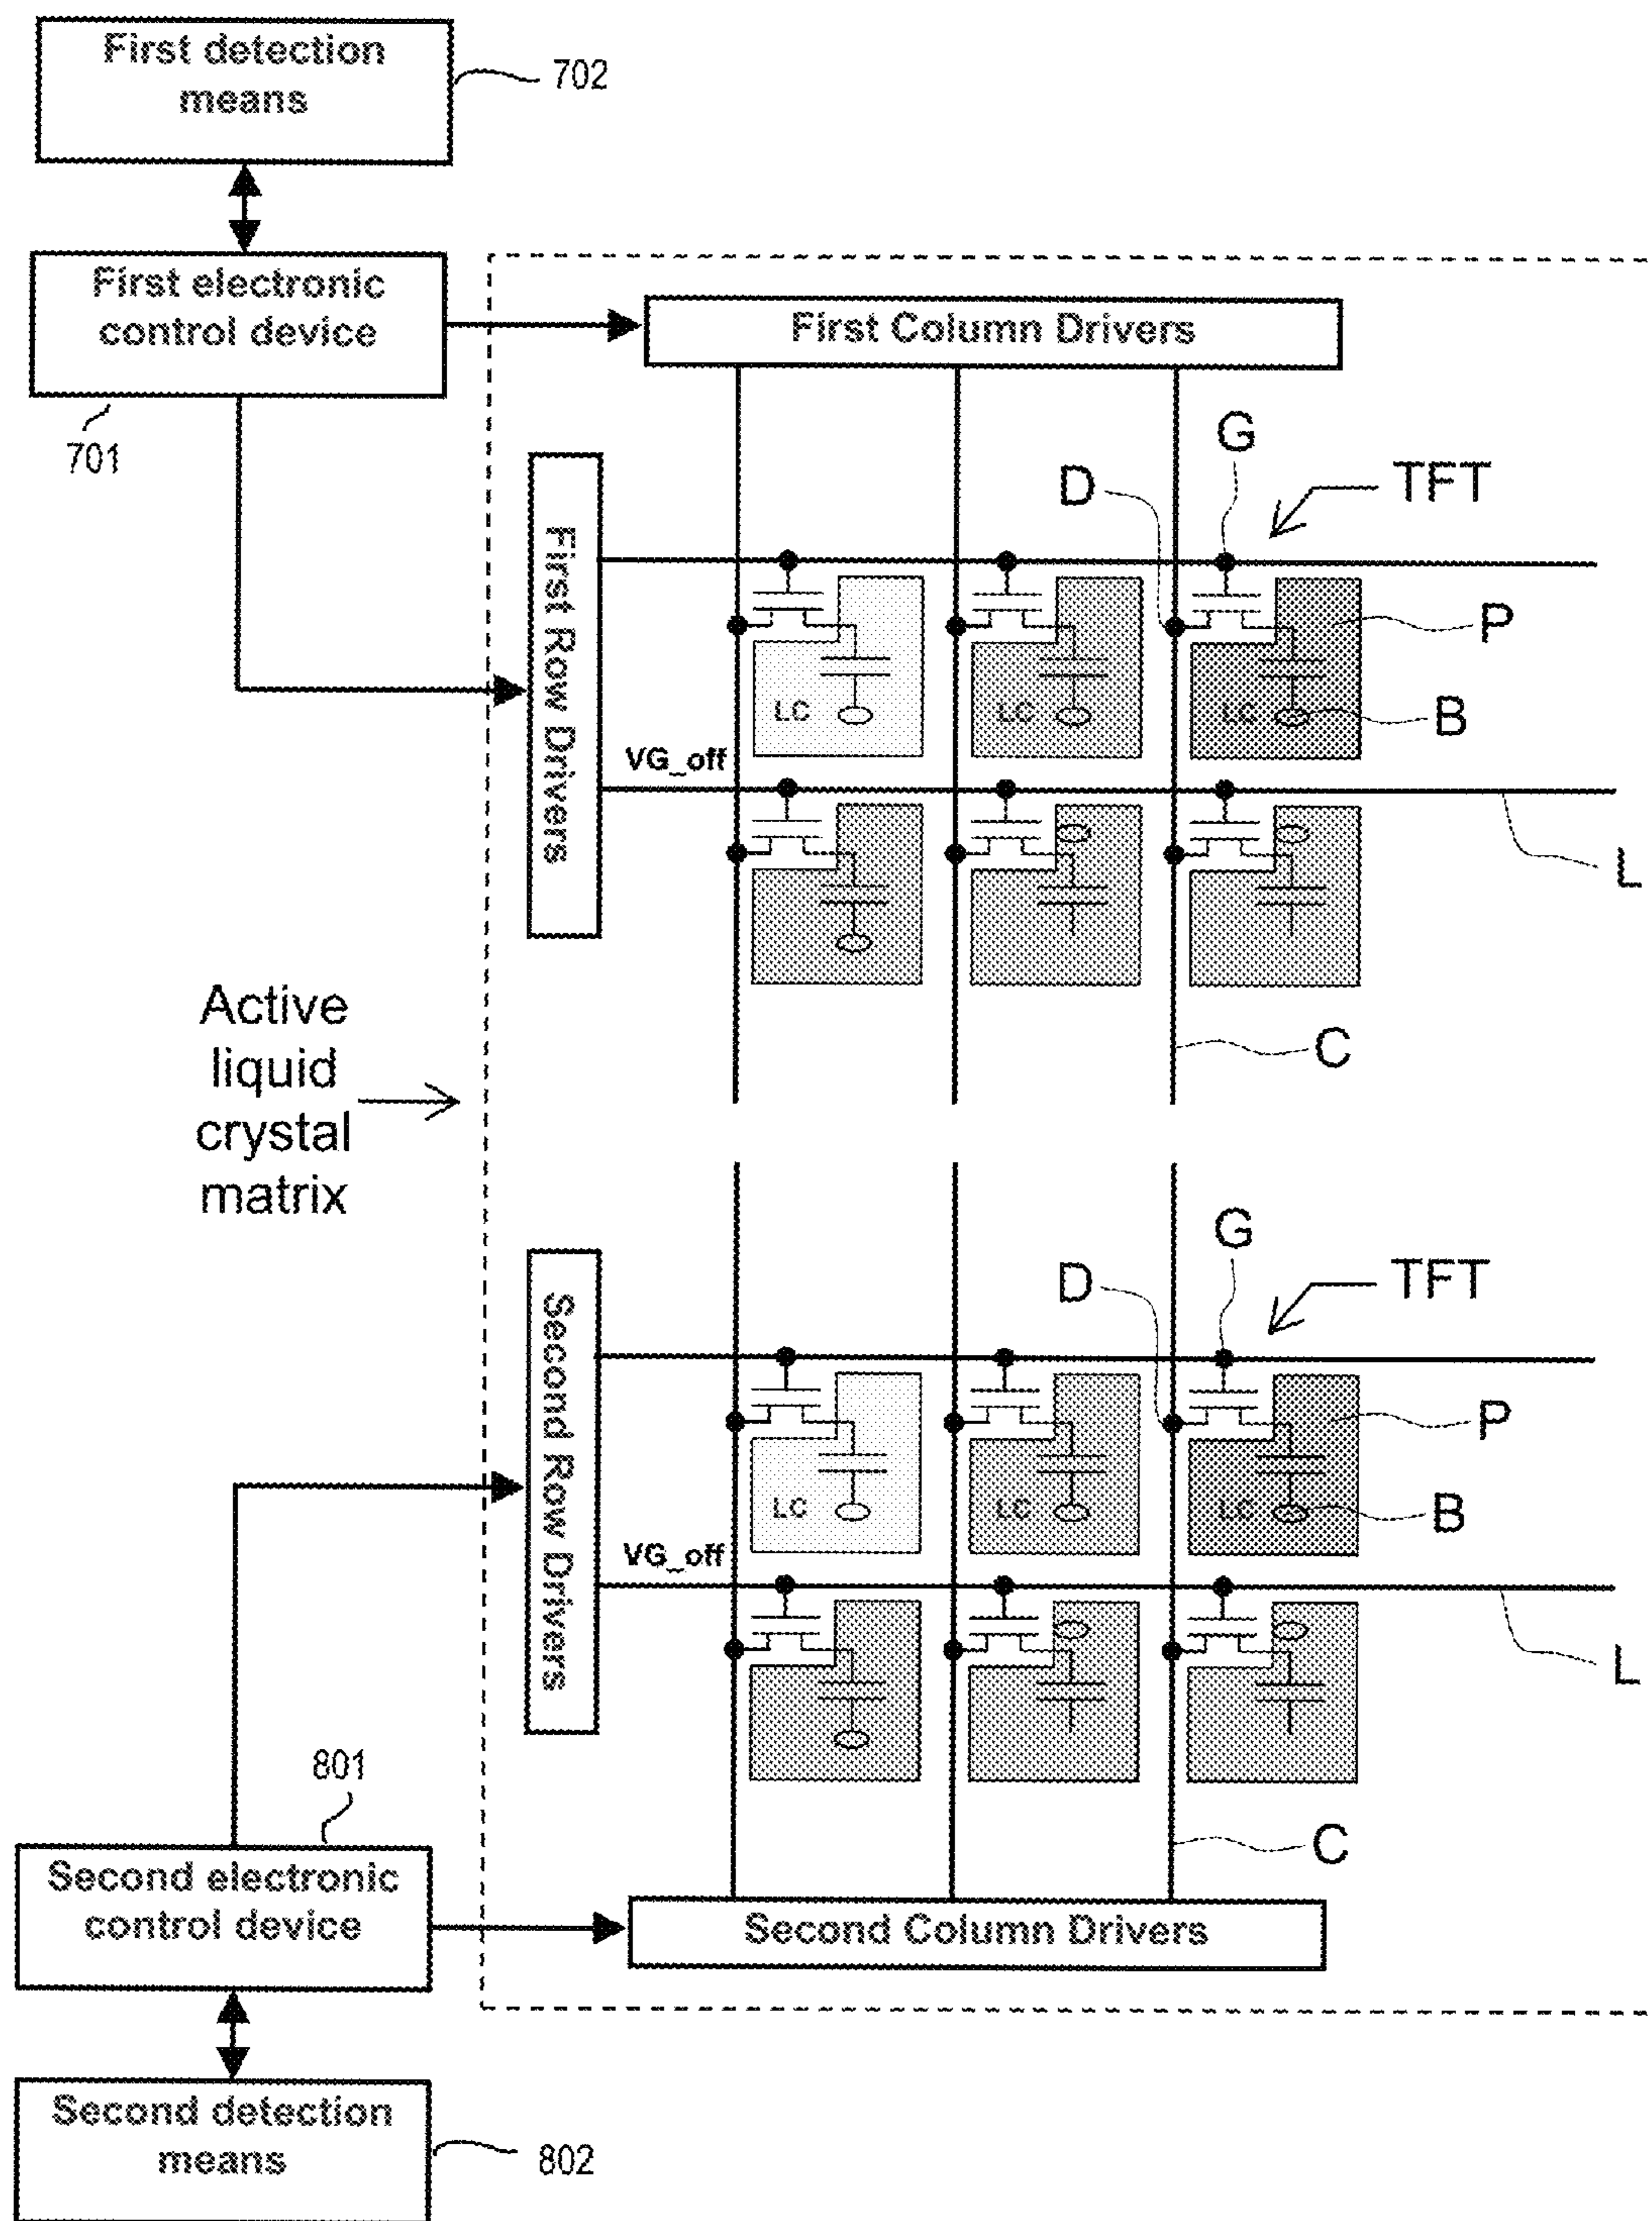 First detection
means
702
First electronic
control device
701
First Column Drivers
G
D
TFT
First Row Drivers
P
LC
LC
LC
B
VG_off
L
Active
liquid
crystal
matrix
C
G
D
TFT
Second Row Drivers
P
LC
LC
LC
B
VG_off
L
801
Second electronic
control device
C
Second Column Drivers
Second detection
means
802